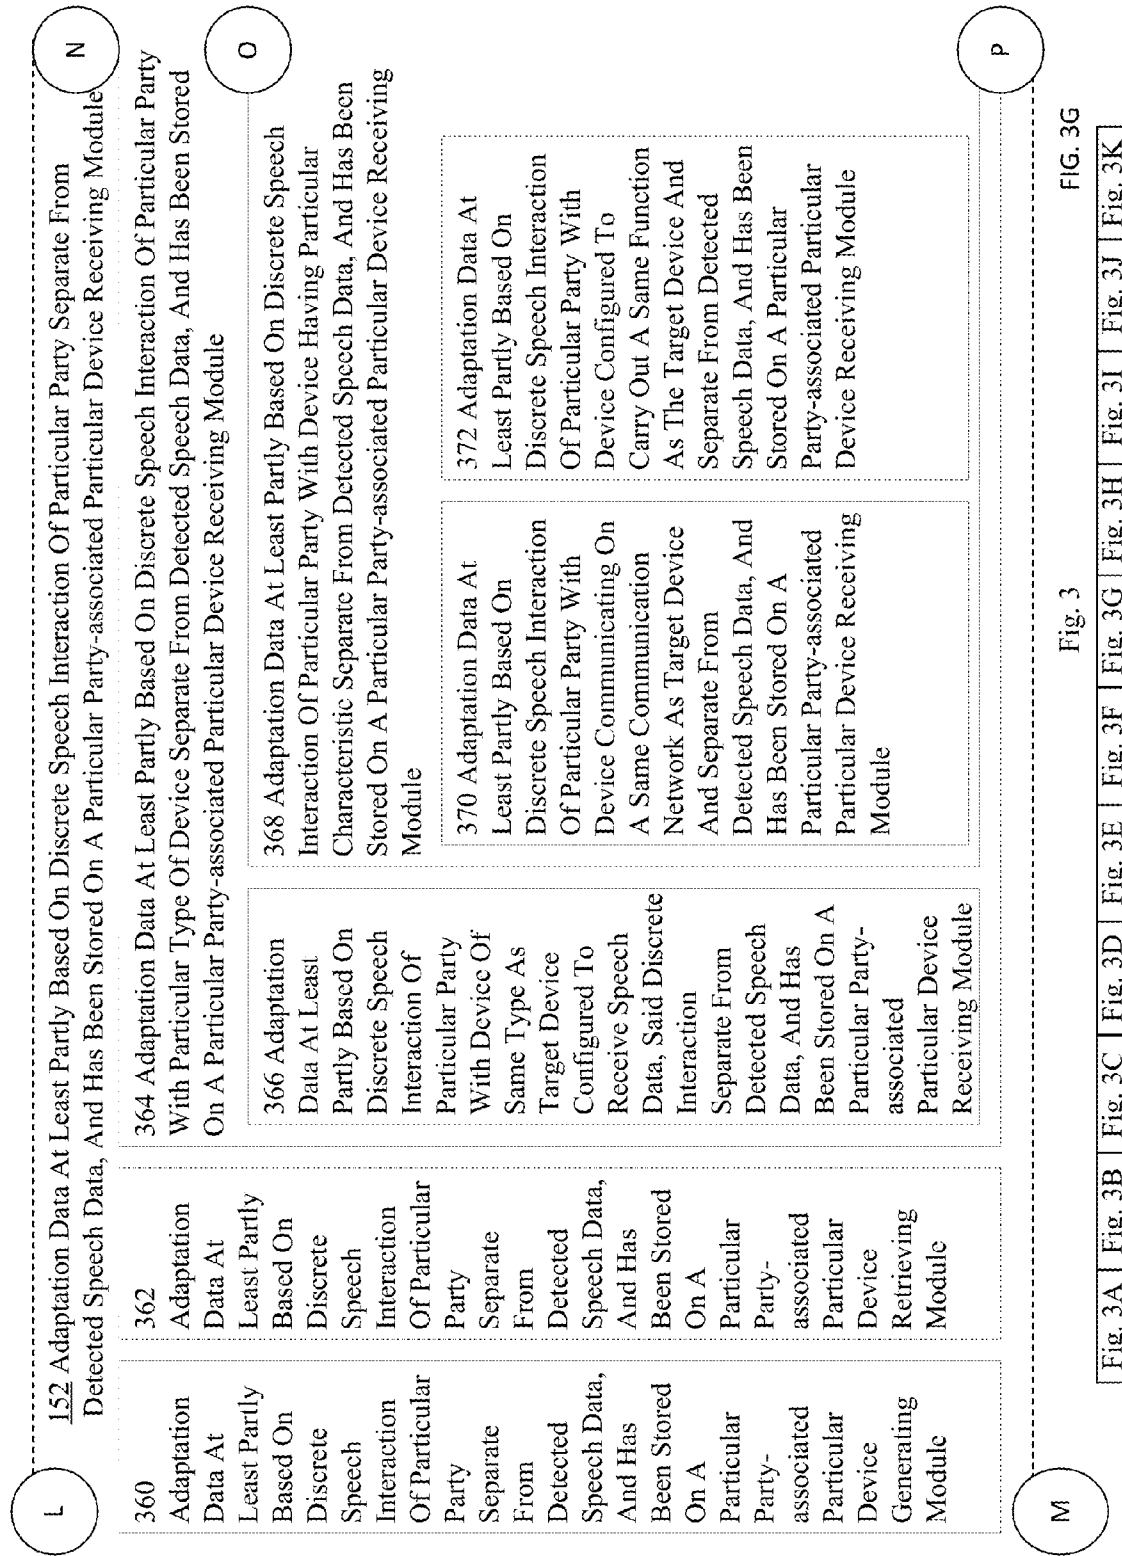 L
N
152 Adaptation Data At Least Partly Based On Discrete Speech Interaction Of Particular Party Separate From
Detected Speech Data, And Has Been Stored On A Particular Party-associated Particular Device Receiving Module
360
Adaptation
Data At
Least Partly
Based On
Discrete
Speech
Interaction
Of Particular
Party
Separate
From
Detected
Speech Data,
And Has
Been Stored
On A
Particular
Party-
associated
Particular
Device
Generating
Module
362
Adaptation
Data At
Least Partly
Based On
Discrete
Speech
Interaction
Of Particular
Party
Separate
From
Detected
Speech Data,
And Has
Been Stored
On A
Particular
Party-
associated
Particular
Device
Retrieving
Module
364 Adaptation Data At Least Partly Based On Discrete Speech Interaction Of Particular Party
With Particular Type Of Device Separate From Detected Speech Data, And Has Been Stored
On A Particular Party-associated Particular Device Receiving Module
O
366 Adaptation
Data At Least
Partly Based On
Discrete Speech
Interaction Of
Particular Party
With Device Of
Same Type As
Target Device
Configured To
Receive Speech
Data, Said Discrete
Interaction
Separate From
Detected Speech
Data, And Has
Been Stored On A
Particular Party-
associated
Particular Device
Receiving Module
368 Adaptation Data At Least Partly Based On Discrete Speech
Interaction Of Particular Party With Device Having Particular
Characteristic Separate From Detected Speech Data, And Has Been
Stored On A Particular Party-associated Particular Device Receiving
Module
370 Adaptation Data At
Least Partly Based On
Discrete Speech Interaction
Of Particular Party With
Device Communicating On
A Same Communication
Network As Target Device
And Separate From
Detected Speech Data, And
Has Been Stored On A
Particular Party-associated
Particular Device Receiving
Module
372 Adaptation Data At
Least Partly Based On
Discrete Speech Interaction
Of Particular Party With
Device Configured To
Carry Out A Same Function
As The Target Device And
Separate From Detected
Speech Data, And Has Been
Stored On A Particular
Party-associated Particular
Device Receiving Module
M
P
Fig. 3
FIG. 3G
Fig. 3A Fig. 3B Fig. 3C Fig. 3D Fig. 3E Fig. 3F Fig. 3G Fig. 3H Fig. 3I Fig. 3J Fig. 3K